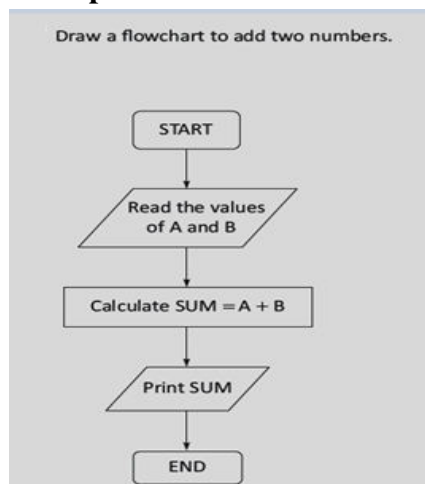 Draw a flowchart to add two numbers.
START
Read the values
of A and B
Calculate SUM = A + B
Print SUM
END